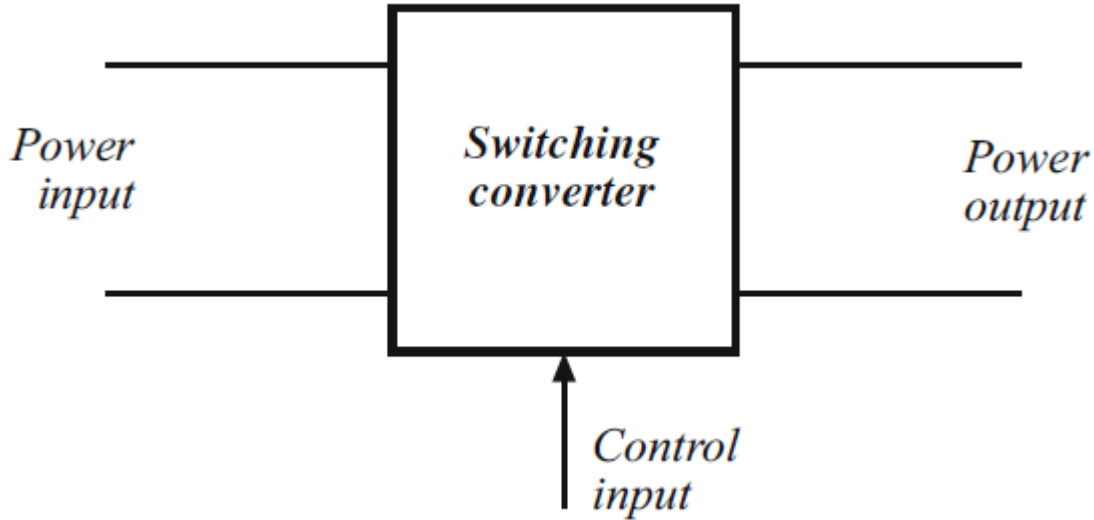 Power
input
Switching
converter
Power
output
Control
input